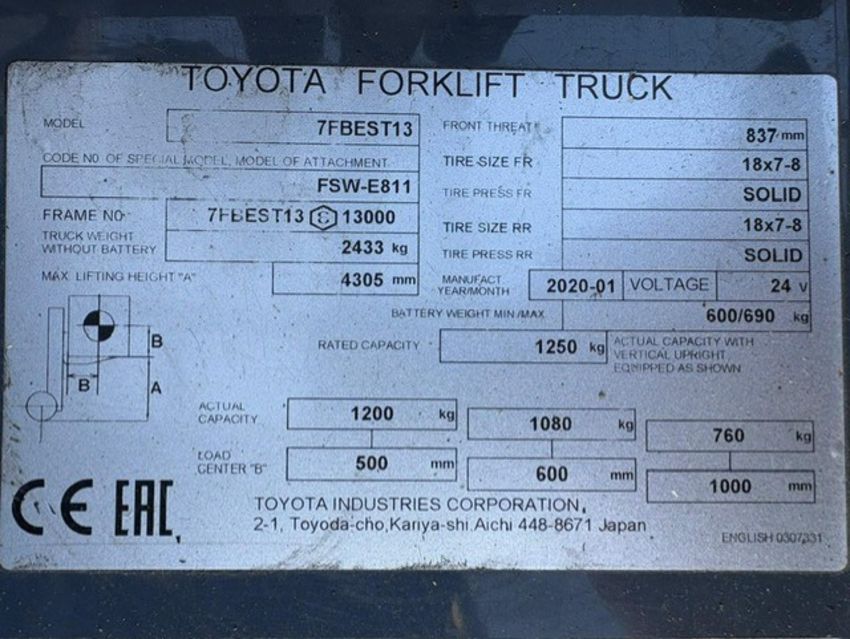 TOYOTA FORKLIFT TRUCK
MODEL 7FBEST13
CODE NO. OF SPECIAL MODEL, MODEL OF ATTACHMENT
FSW-E811
FRAME NO 7FBEST13 C 13000
TRUCK WEIGHT
WITHOUT BATTERY 2433 kg
MAX. LIFTING HEIGHT "A" 4305 mm
FRONT THREAT 837 mm
TIRE SIZE FR 18x7-8
TIRE PRESS FR SOLID
TIRE SIZE RR 18x7-8
TIRE PRESS RR SOLID
MANUFACT
YEAR/MONTH 2020-01 VOLTAGE 24 V
BATTERY WEIGHT MIN./MAX. 600/690 kg
RATED CAPACITY 1250 kg
ACTUAL CAPACITY WITH
VERTICAL UPRIGHT
EQUIPPED AS SHOWN
B
B
A
ACTUAL
CAPACITY 1200 kg 1080 kg 760 kg
LOAD
CENTER "B" 500 mm 600 mm 1000 mm
CE EAC
TOYOTA INDUSTRIES CORPORATION,
2-1, Toyoda-cho,Kariya-shi.Aichi 448-8671 Japan
ENGLISH 0307331